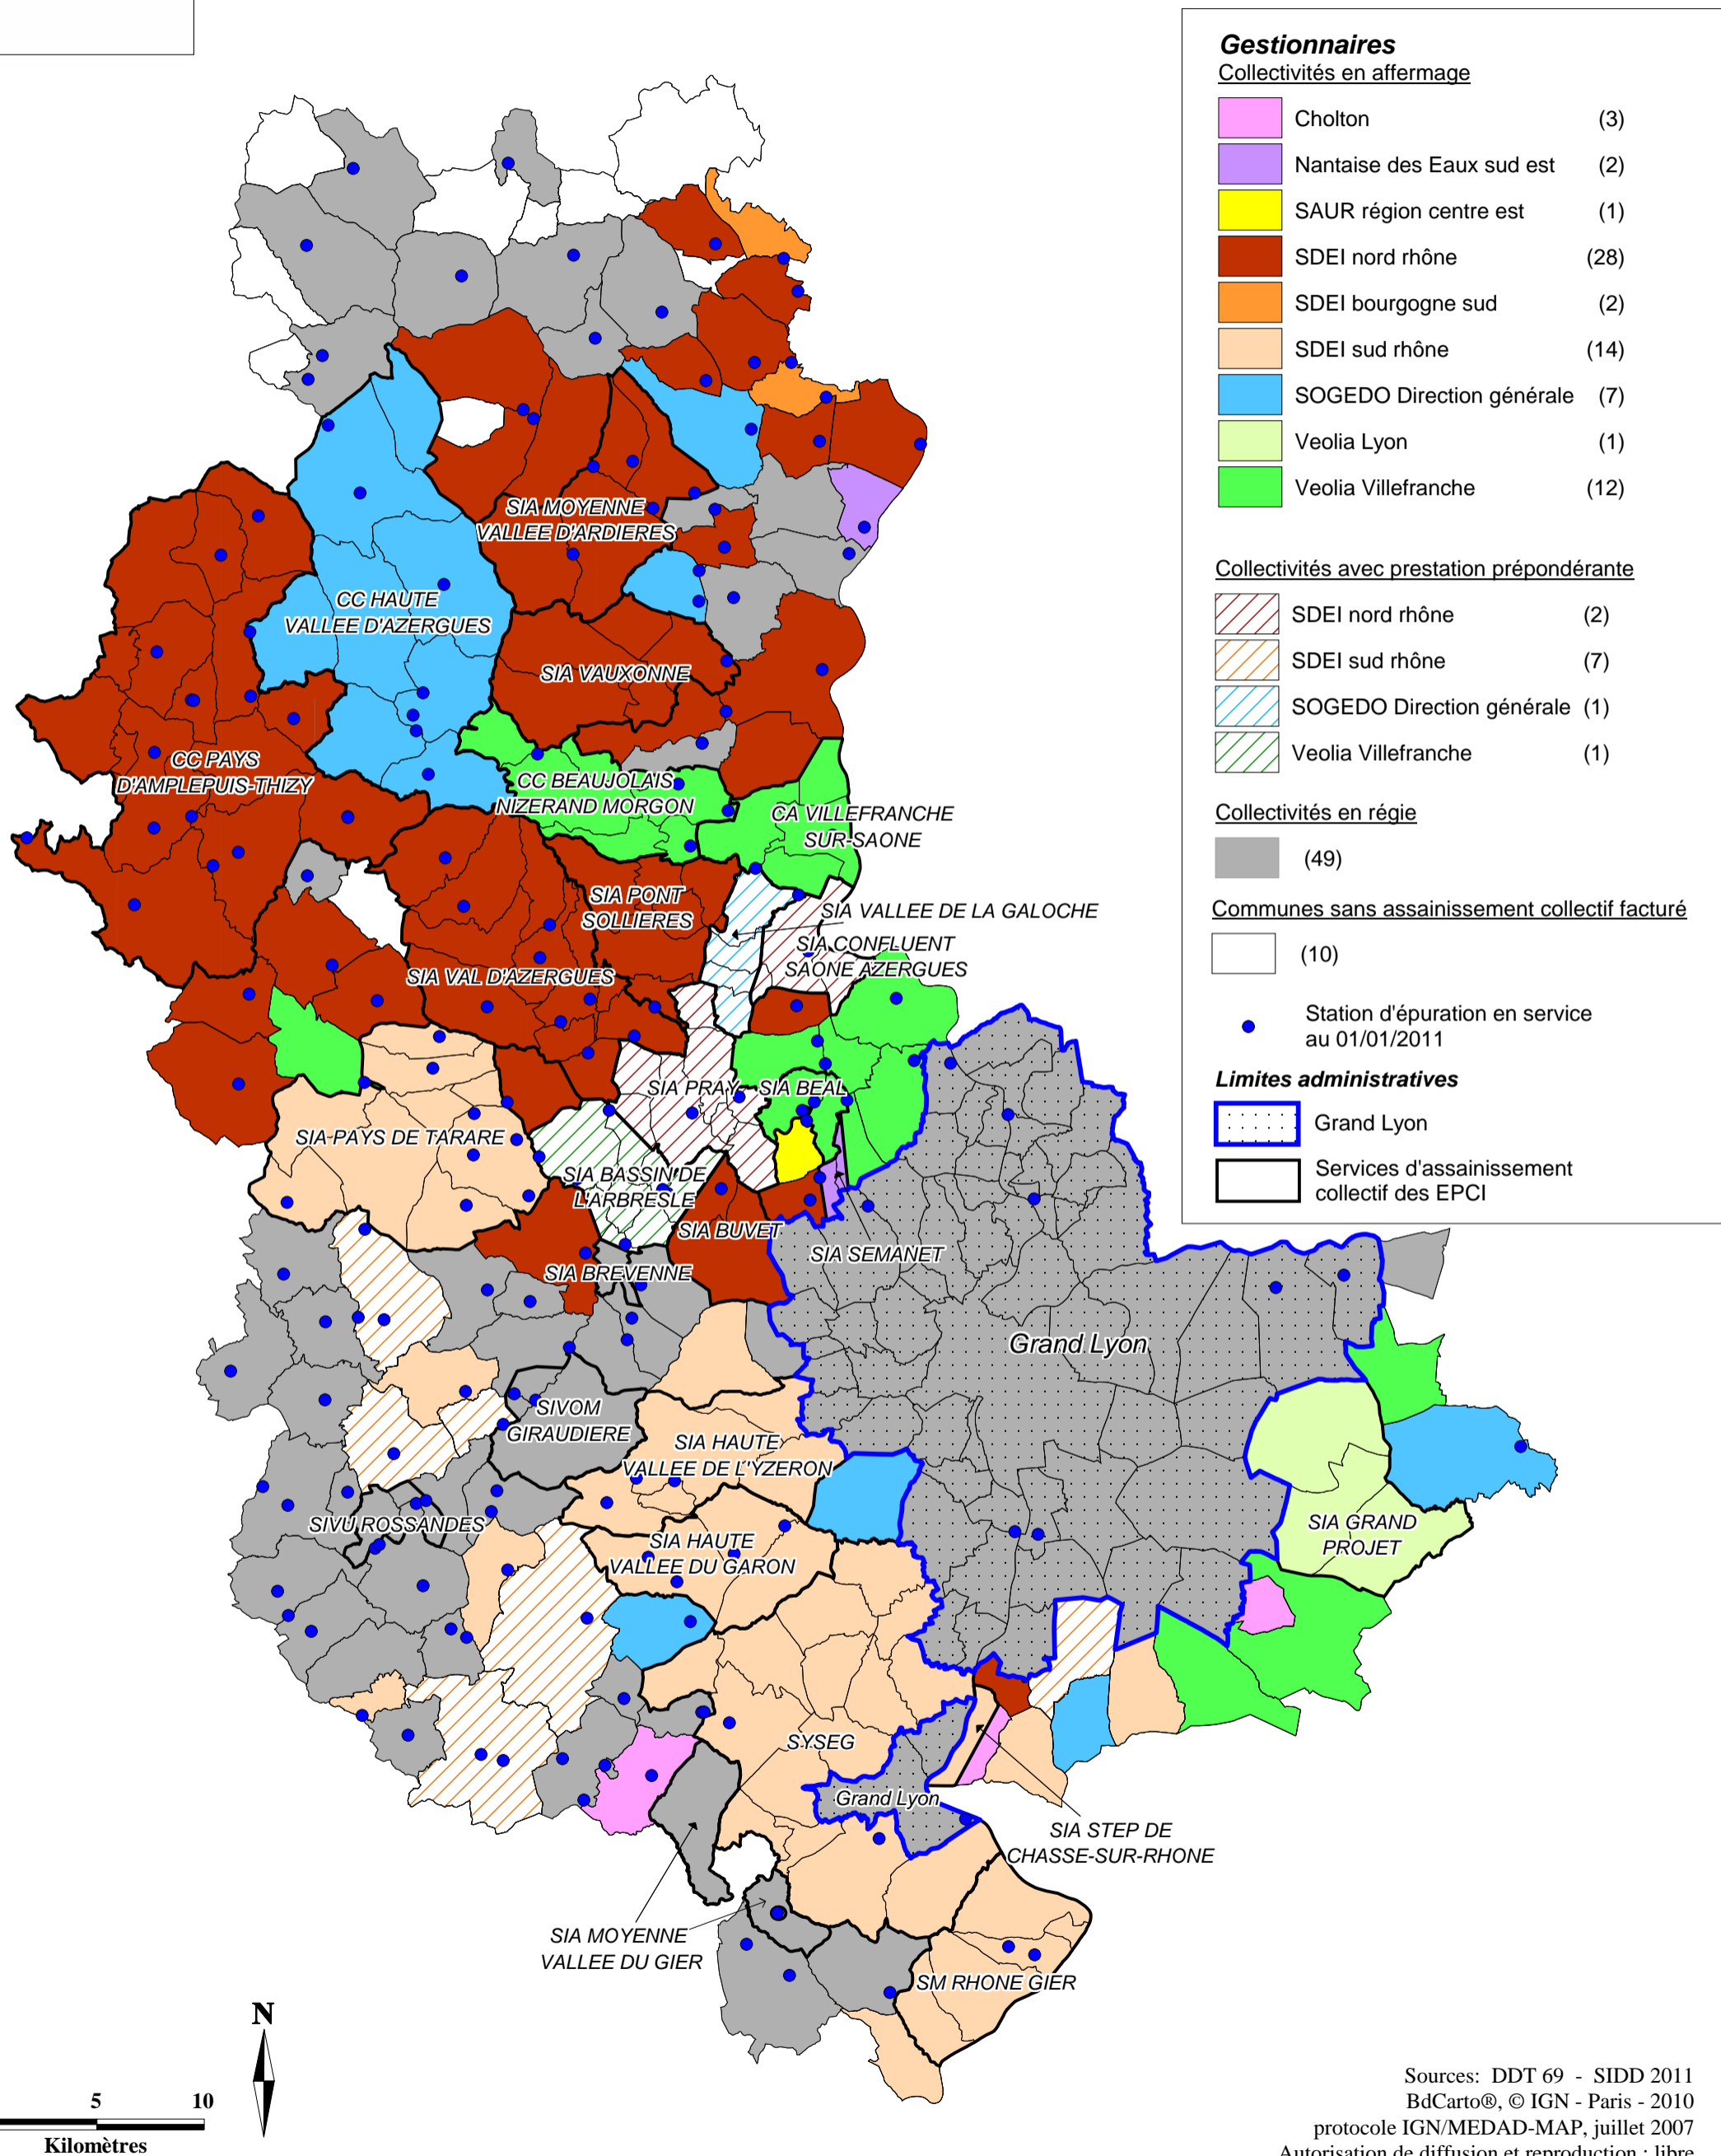 Gestionnaires
Collectivités en affermage
Cholton (3)
Nantaise des Eaux sud est (2)
SAUR région centre est (1)
SDEI nord rhône (28)
SDEI bourgogne sud (2)
SDEI sud rhône (14)
SOGEDO Direction générale (7)
Veolia Lyon (1)
Veolia Villefranche (12)
Collectivités avec prestation prépondérante
SDEI nord rhône (2)
SDEI sud rhône (7)
SOGEDO Direction générale (1)
Veolia Villefranche (1)
Collectivités en régie
(49)
Communes sans assainissement collectif facturé
(10)
Station d'épuration en service
au 01/01/2011
Limites administratives
Grand Lyon
Services d'assainissement
collectif des EPCI
SIA MOYENNE
VALLEE D'ARDIERES
CC HAUTE
VALLEE D'AZERGUES
SIA VAUXONNE
CC PAYS
D'AMPLEPUIS-THIZY
CC BEAUJOLAIS
NIZERAND MORGON
CA VILLEFRANCHE
SUR-SAONE
SIA PONT
SOLLIERES
SIA VALLEE DE LA GALOCHE
SIA CONFLUENT
SAONE AZERGUES
SIA VAL D'AZERGUES
SIA PRAY
SIA BEAL
SIA PAYS DE TARARE
SIA BASSIN DE
L'ARBRESLE
SIA BUVET
SIA SEMANET
SIA BREVENNE
Grand Lyon
SIVOM
GIRAUDIERE
SIA HAUTE
VALLEE DE L'YZERON
SIVU ROSSANDES
SIA HAUTE
VALLEE DU GARON
SIA GRAND
PROJET
SYSEG
Grand Lyon
SIA STEP DE
CHASSE-SUR-RHONE
SIA MOYENNE
VALLEE DU GIER
SM RHONE GIER
N
5 10
Kilomètres
Sources: DDT 69 - SIDD 2011
BdCarto®, © IGN - Paris - 2010
protocole IGN/MEDAD-MAP, juillet 2007
Autorisation de diffusion et reproduction : libre